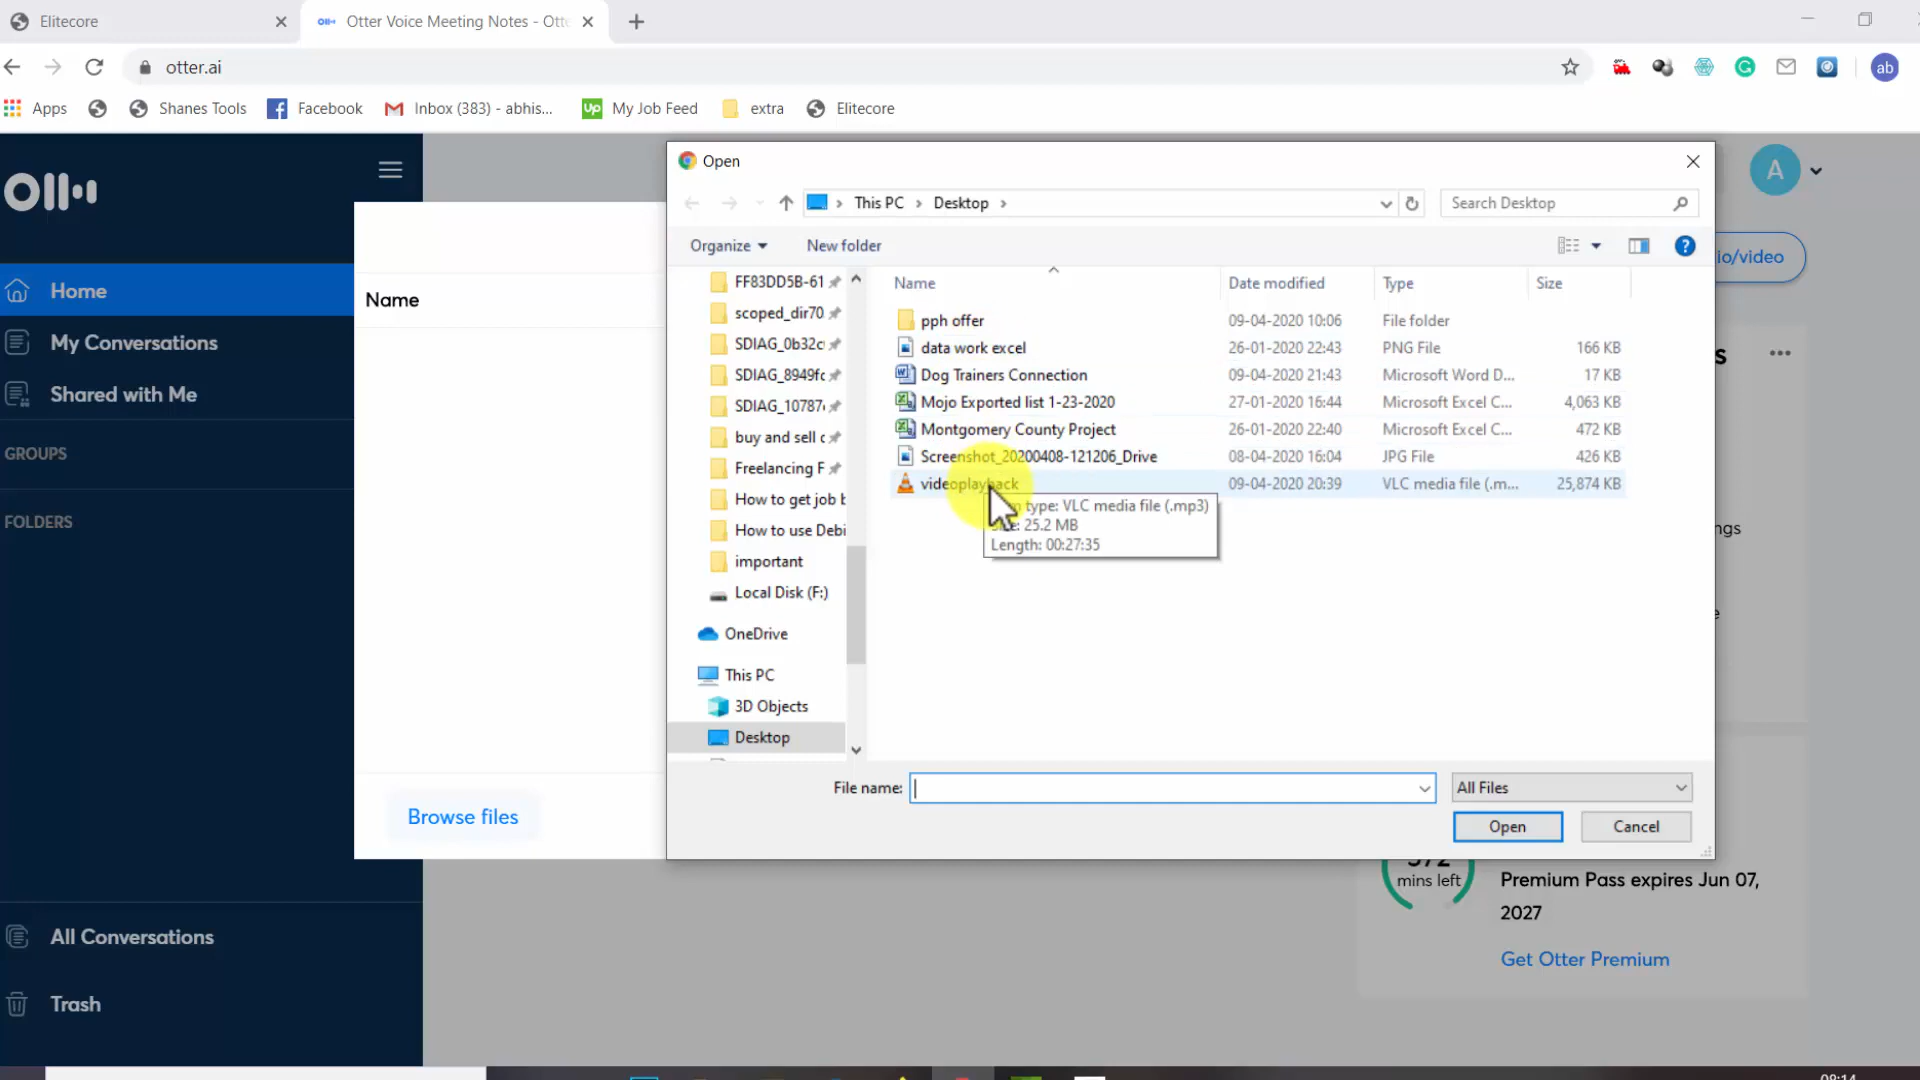 Elitecore
Otter Voice Meeting Notes - Otte
otter.ai
ab
Apps
Shanes Tools
Facebook
Inbox (383) - abhis...
Up
My Job Feed
extra
Elitecore
Home
My Conversations
Shared with Me
GROUPS
FOLDERS
All Conversations
Trash
Name
Browse files
Open
This PC
Desktop
Search Desktop
Organize
New folder
?
FF83DD5B-61
scoped_dir70
SDIAG_0b32c
SDIAG_8949fc
SDIAG_10787
buy and sell c
Freelancing F
How to get job b
How to use Debi
important
Local Disk (F:)
OneDrive
This PC
3D Objects
Desktop
Name Date modified Type Size
pph offer 09-04-2020 10:06 File folder
data work excel 26-01-2020 22:43 PNG File 166 KB
Dog Trainers Connection 09-04-2020 21:43 Microsoft Word D... 17 KB
Mojo Exported list 1-23-2020 27-01-2020 16:44 Microsoft Excel C... 4,063 KB
Montgomery County Project 26-01-2020 22:40 Microsoft Excel C... 472 KB
Screenshot_20200408-121206_Drive 08-04-2020 16:04 JPG File 426 KB
videoplayback 09-04-2020 20:39 VLC media file (.m... 25,874 KB
type: VLC media file (.mp3)
25.2 MB
Length: 00:27:35
File name:
All Files
Open
Cancel
A
io/video
s
ngs
e
mins left
Premium Pass expires Jun 07,
2027
Get Otter Premium